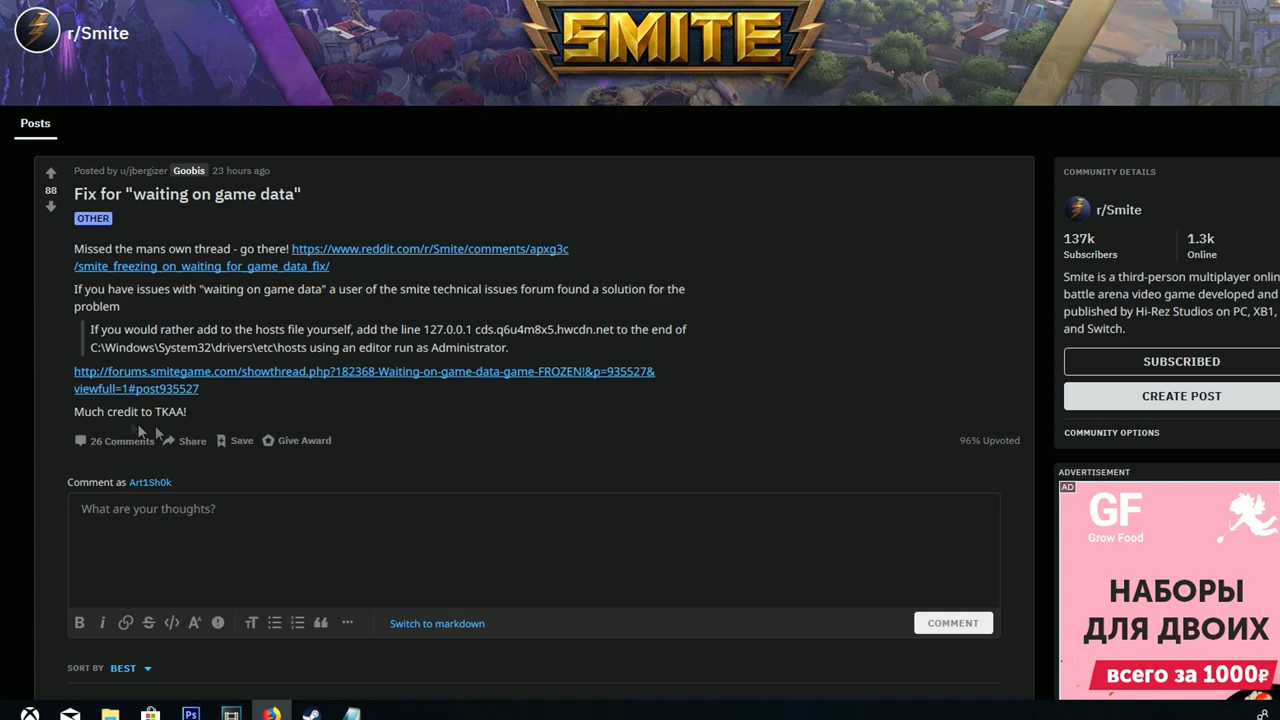 r/Smite
SMITE
Posts
Posted by u/jbergizer Goobis 23 hours ago
88
Fix for "waiting on game data"
OTHER
Missed the mans own thread - go there! https://www.reddit.com/r/Smite/comments/apxg3c
/smite_freezing_on_waiting_for_game_data_fix/
If you have issues with "waiting on game data" a user of the smite technical issues forum found a solution for the
problem
If you would rather add to the hosts file yourself, add the line 127.0.0.1 cds.q6u4m8x5.hwcdn.net to the end of
C:\Windows\System32\drivers\etc\hosts using an editor run as Administrator.
http://forums.smitegame.com/showthread.php?182368-Waiting-on-game-data-game-FROZEN!&p=935527&
viewfull=1#post935527
Much credit to TKAA!
26 Comments Share Save Give Award 96% Upvoted
Comment as Art1Sh0k
What are your thoughts?
Switch to markdown
COMMENT
SORT BY BEST
COMMUNITY DETAILS
r/Smite
137k 1.3k
Subscribers Online
Smite is a third-person multiplayer onlin
battle arena video game developed and
published by Hi-Rez Studios on PC, XB1,
and Switch.
SUBSCRIBED
CREATE POST
COMMUNITY OPTIONS
ADVERTISEMENT
AD
GF
Grow Food
НАБОРЫ
ДЛЯ ДВОИХ
всего за 1000₽
Ps